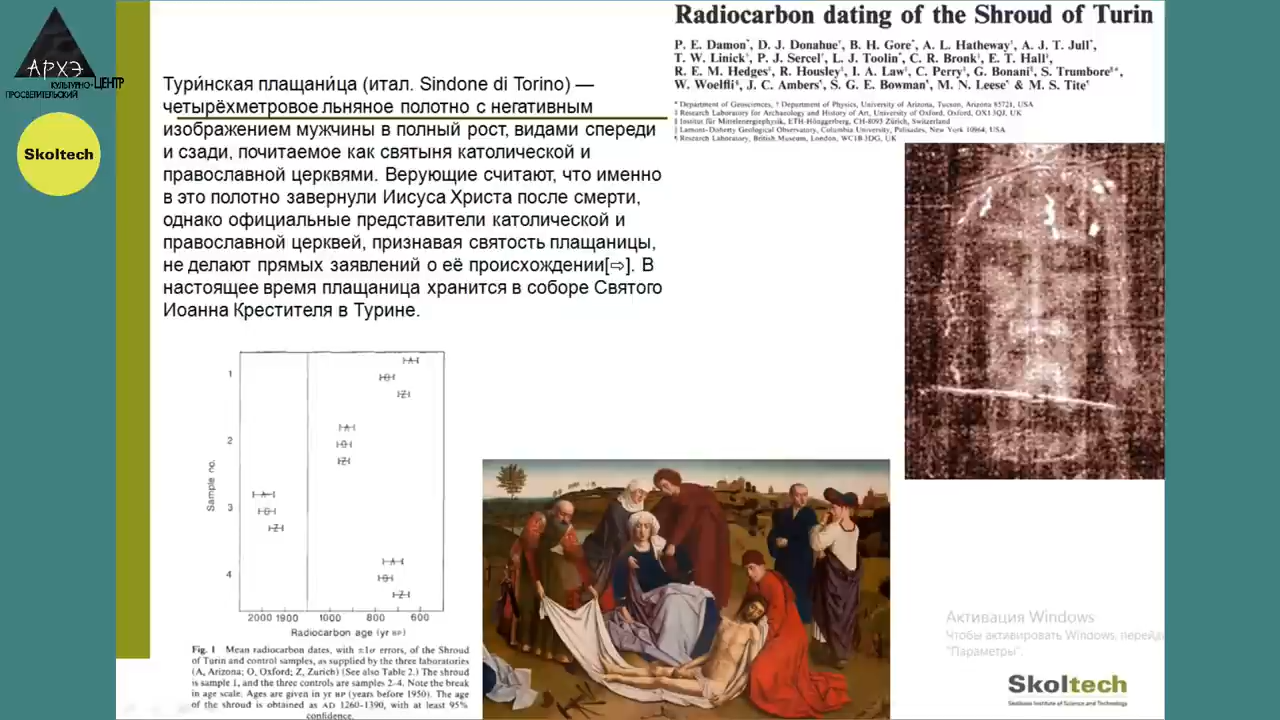 АРХЭ
КУЛЬТУРНО-ЦЕНТР
ПРОСВЕТИТЕЛЬСКИЙ
Skoltech
Тури́нская плащани́ца (итал. Sindone di Torino) —
четырёхметровое льняное полотно с негативным
изображением мужчины в полный рост, видами спереди
и сзади, почитаемое как святыня католической и
православной церквями. Верующие считают, что именно
в это полотно завернули Иисуса Христа после смерти,
однако официальные представители католической и
православной церквей, признавая святость плащаницы,
не делают прямых заявлений о её происхождении[⇨]. В
настоящее время плащаница хранится в соборе Святого
Иоанна Крестителя в Турине.
Radiocarbon dating of the Shroud of Turin
P. E. Damon*, D. J. Donahue†, B. H. Gore*, A. L. Hatheway†, A. J. T. Jull*,
T. W. Linick†, P. J. Sercel†, L. J. Toolin*, C. R. Bronk‡, E. T. Hall‡,
R. E. M. Hedges‡, R. Housley‡, I. A. Law‡, C. Perry‡, G. Bonani§, S. Trumbore§*,
W. Woelfli§, J. C. Ambers¶, S. G. E. Bowman¶, M. N. Leese¶ & M. S. Tite¶
* Department of Geosciences, † Department of Physics, University of Arizona, Tucson, Arizona 85721, USA
‡ Research Laboratory for Archaeology and History of Art, University of Oxford, Oxford, OX1 3QJ, UK
§ Institut für Mittelenergiephysik, ETH-Hönggerberg, CH-8093 Zürich, Switzerland
| Lamont-Doherty Geological Observatory, Columbia University, Palisades, New York 10964, USA
¶ Research Laboratory, British Museum, London, WC1B 3DG, UK
Sample no.
1
A
O
Z
2
A
O
Z
3
A
O
Z
4
A
O
Z
2000 1900 1000 800 600
Radiocarbon age (yr BP)
Fig. 1 Mean radiocarbon dates, with ±1σ errors, of the Shroud
of Turin and control samples, as supplied by the three laboratories
(A, Arizona; O, Oxford; Z, Zurich) (See also Table 2.) The shroud
is sample 1, and the three controls are samples 2-4. Note the break
in age scale. Ages are given in yr BP (years before 1950). The age
of the shroud is obtained as AD 1260-1390, with at least 95%
confidence.
Активация Windows
Чтобы активировать Windows, перейд
"Параметры".
Skoltech
Skolkovo Institute of Science and Technology